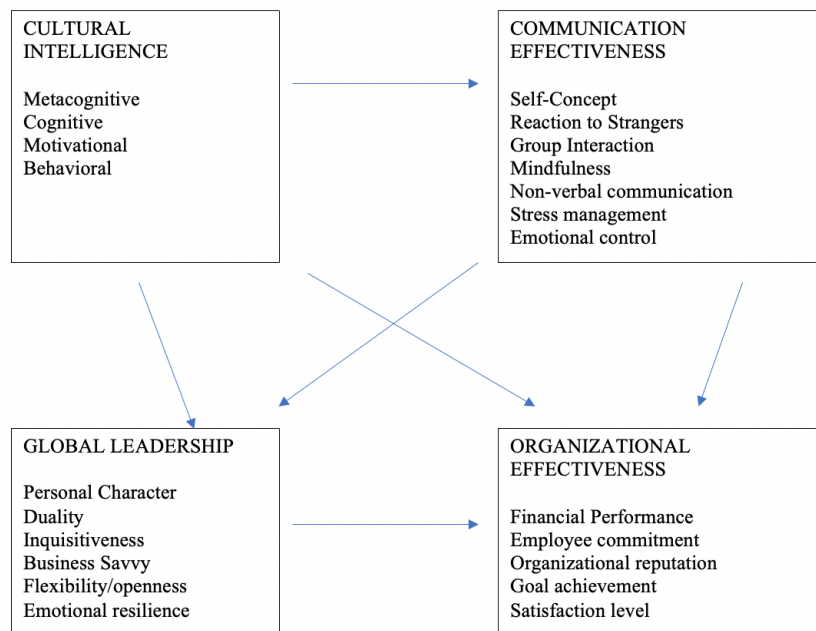 CULTURAL
INTELLIGENCE
Metacognitive
Cognitive
Motivational
Behavioral
COMMUNICATION
EFFECTIVENESS
Self-Concept
Reaction to Strangers
Group Interaction
Mindfulness
Non-verbal communication
Stress management
Emotional control
GLOBAL LEADERSHIP
Personal Character
Duality
Inquisitiveness
Business Savvy
Flexibility/openness
Emotional resilience
ORGANIZATIONAL
EFFECTIVENESS
Financial Performance
Employee commitment
Organizational reputation
Goal achievement
Satisfaction level